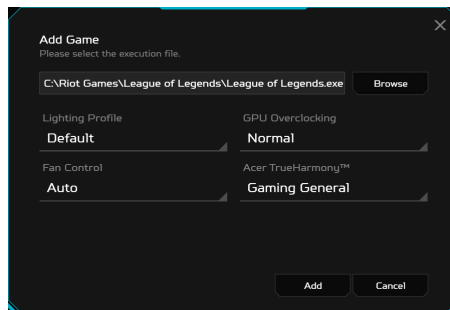 Add Game
Please select the execution file.
C:\Riot Games\League of Legends\League of Legends.exe
Browse
Lighting Profile
GPU Overclocking
Default
Normal
Fan Control
Acer TrueHarmony™
Auto
Gaming General
Add
Cancel